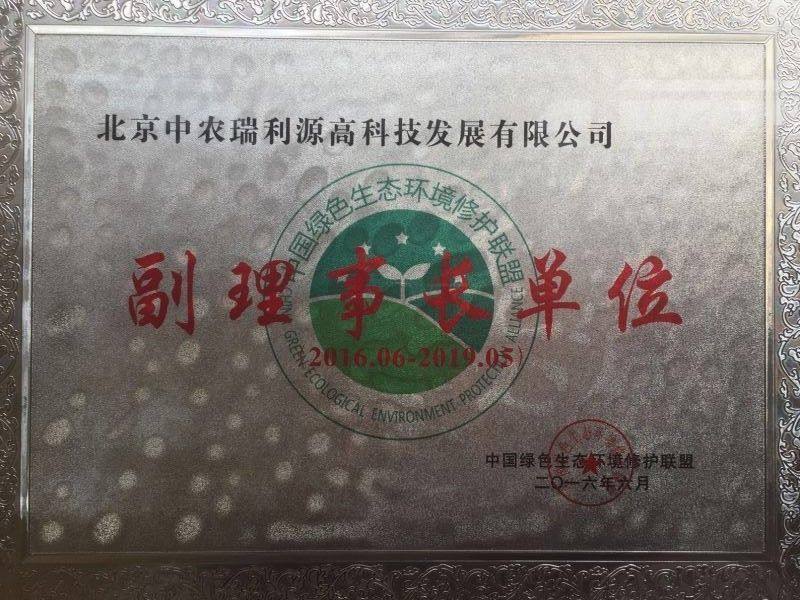 北京中农瑞利源高科技发展有限公司
中国绿色生态环境修护联盟
副理事长单位
(2016.06-2019.05)
GREEN ECOLOGICAL ENVIRONMENT PROTECTION ALLIANCE
中国绿色生态环境修护联盟
二〇一六年六月